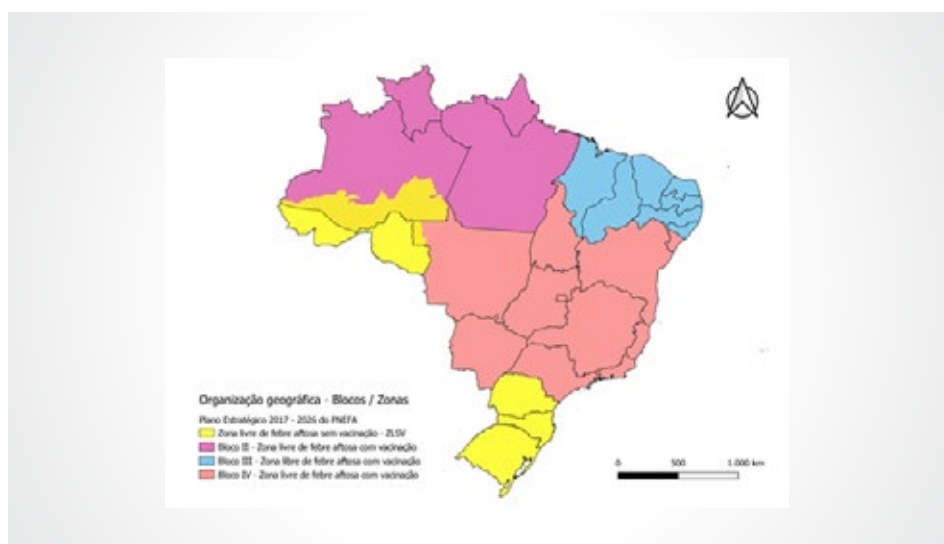 Organização geográfica - Blocos / Zonas
Plano Estratégico 2017 - 2026 do PNEFA
Zona livre de febre aftosa sem vacinação - ZLSV
Bloco II - Zona livre de febre aftosa com vacinação
Bloco III - Zona libre de febre aftosa com vacinação
Bloco IV - Zona livre de febre aftosa com vacinação
0 500 1.000 km